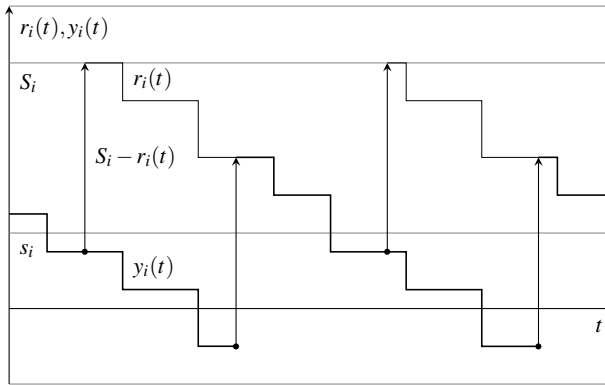 r_i(t), y_i(t)
S_i
r_i(t)
S_i − r_i(t)
s_i
y_i(t)
t